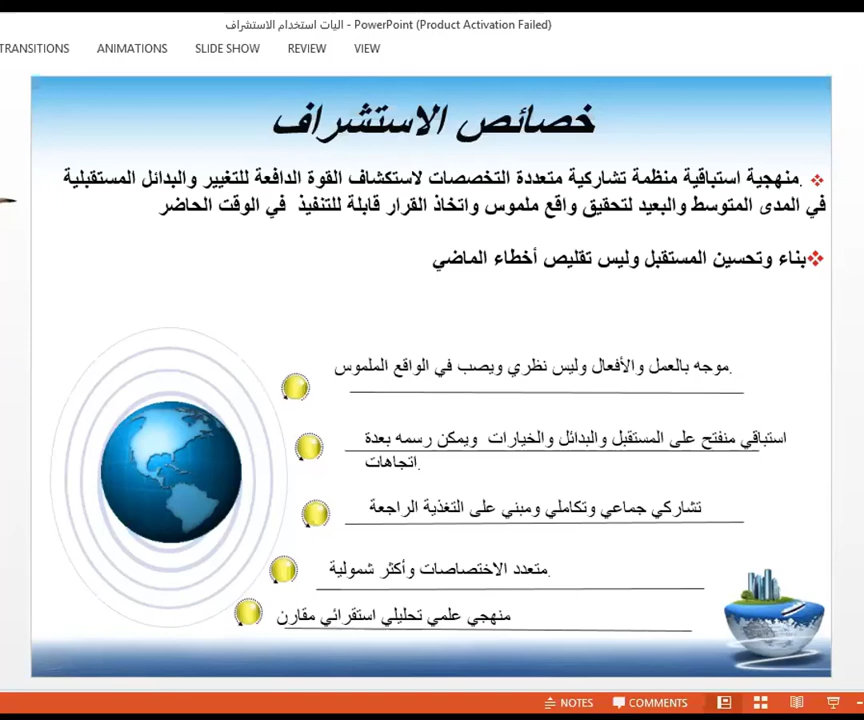 اليات استخدام الاستشراف - PowerPoint (Product Activation Failed)
TRANSITIONS ANIMATIONS SLIDE SHOW REVIEW VIEW
خصائص الاستشراف
منهجية استباقية منظمة تشاركية متعددة التخصصات لاستكشاف القوة الدافعة للتغيير والبدائل المستقبلية.
في المدى المتوسط والبعيد لتحقيق واقع ملموس واتخاذ القرار قابلة للتنفيذ في الوقت الحاضر
بناء وتحسين المستقبل وليس تقليص أخطاء الماضي
موجه بالعمل والأفعال وليس نظري ويصب في الواقع الملموس.
استباقي منفتح على المستقبل والبدائل والخيارات ويمكن رسمه بعدة
اتجاهات.
تشاركي جماعي وتكاملي ومبني على التغذية الراجعة
متعدد الاختصاصات وأكثر شمولية.
منهجي علمي تحليلي استقرائي مقارن
NOTES COMMENTS